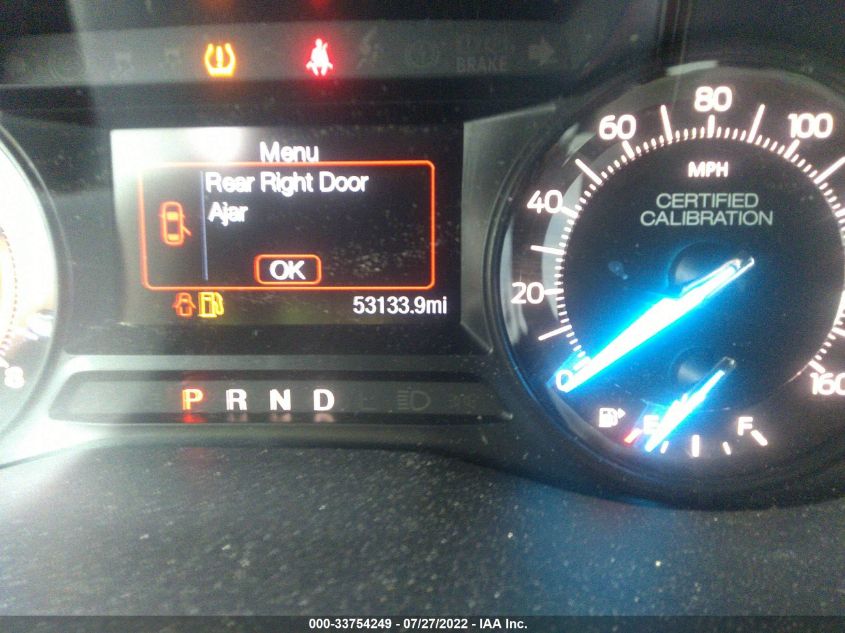 BRAKE
Menu
Rear Right Door
Ajar
OK
53133.9mi
P R N D
0
20
40
60
80
100
160
MPH
CERTIFIED
CALIBRATION
E
F
8
000-33754249 - 07/27/2022 - IAA Inc.